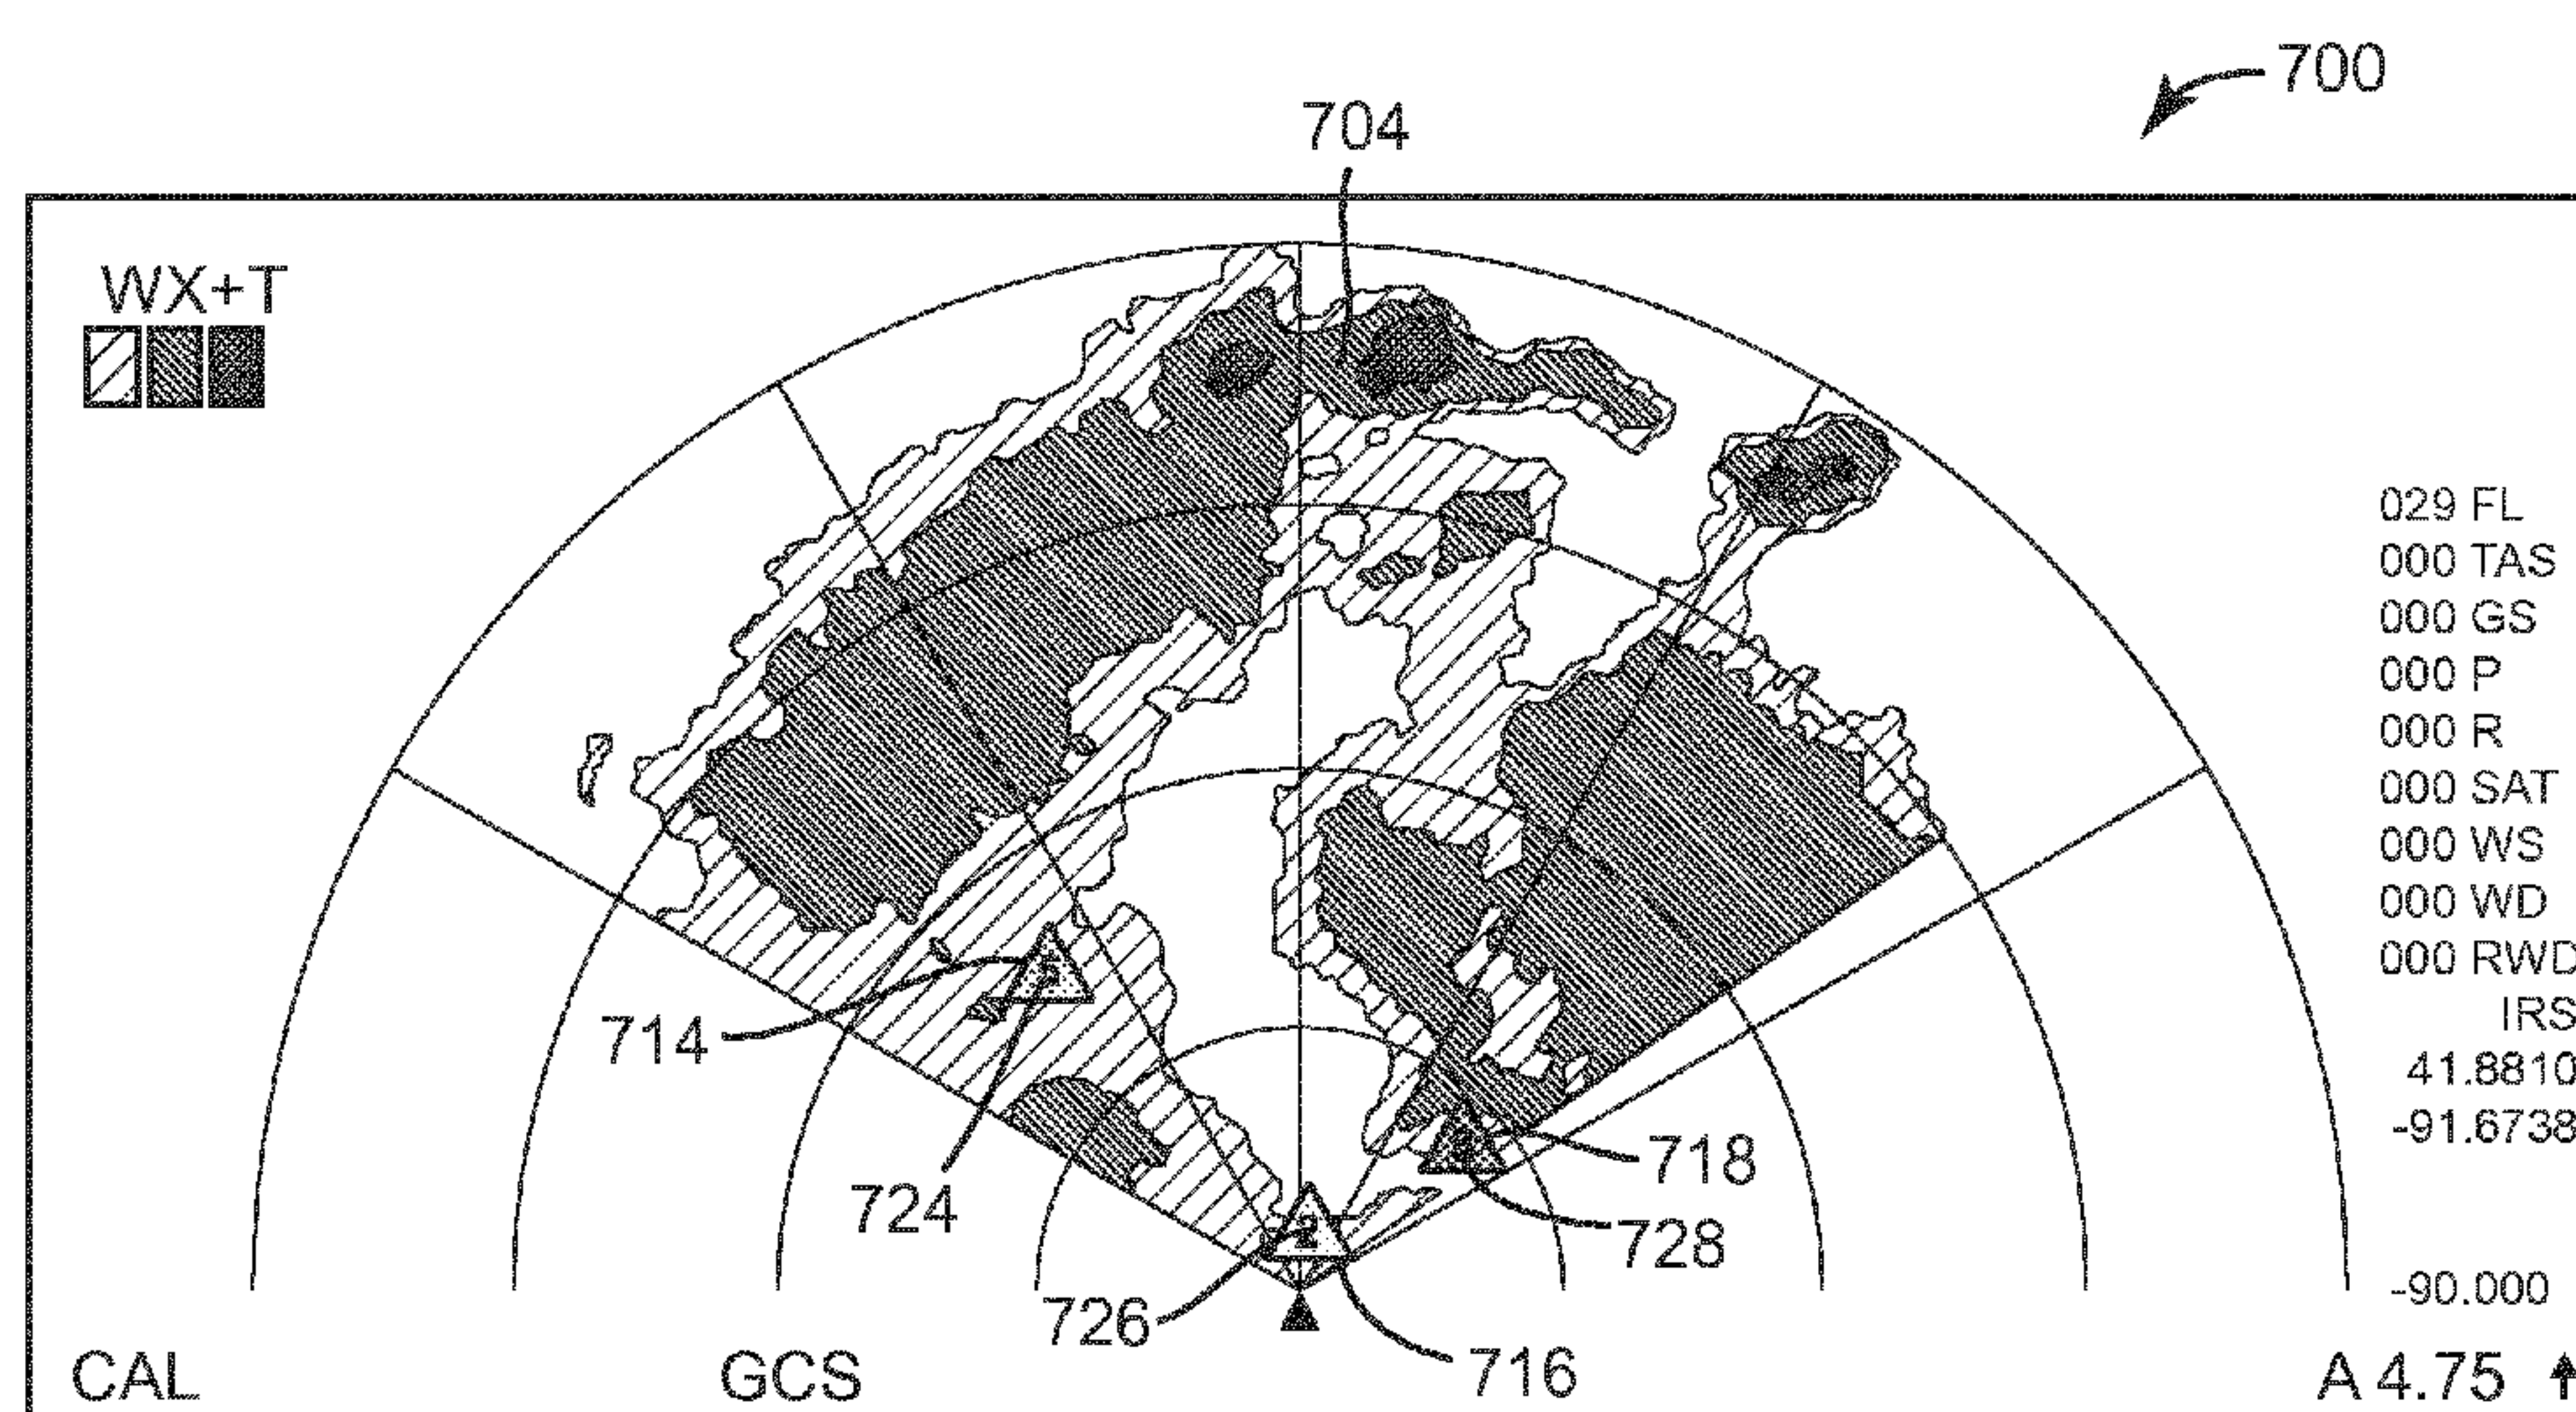 700
704
WX+T
029 FL
000 TAS
000 GS
000 P
000 R
000 SAT
000 WS
000 WD
000 RWD
IRS
41.8810
-91.6738
714
724
718
728
2
726
716
-90.000
CAL
GCS
A 4.75